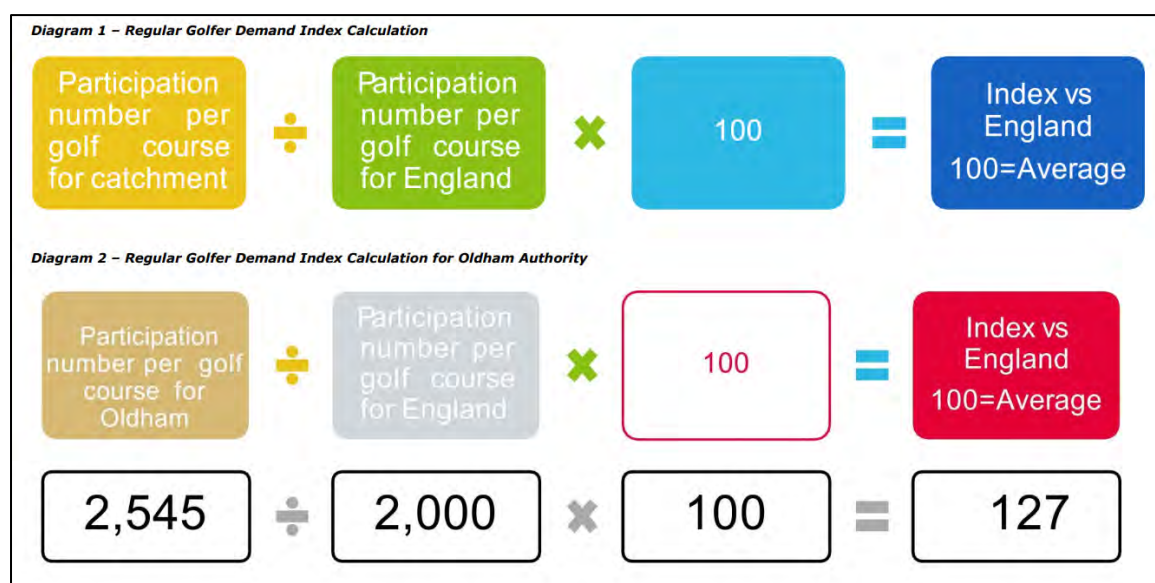 Diagram 1 – Regular Golfer Demand Index Calculation
Participation
number per
golf course
for catchment
÷
Participation
number per
golf course
for England
×
100
=
Index vs
England
100=Average
Diagram 2 – Regular Golfer Demand Index Calculation for Oldham Authority
Participation
number per golf
course for
Oldham
÷
Participation
number per
golf course
for England
×
100
=
Index vs
England
100=Average
2,545 ÷ 2,000 × 100 = 127